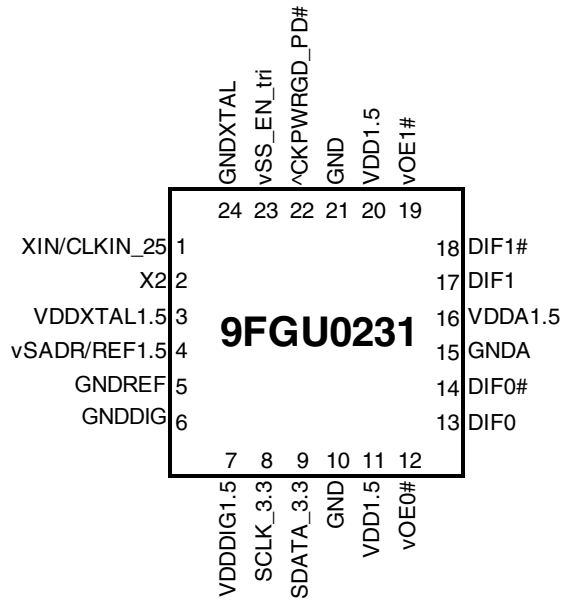 GNDXTAL
vSS_EN_tri
^CKPWRGD_PD#
GND
VDD1.5
vOE1#
24 23 22 21 20 19
XIN/CLKIN_25 1
X2 2
VDDXTAL1.5 3
vSADR/REF1.5 4
GNDREF 5
GNDDIG 6
9FGU0231
18 DIF1#
17 DIF1
16 VDDA1.5
15 GNDA
14 DIF0#
13 DIF0
7 8 9 10 11 12
VDDDIG1.5
SCLK_3.3
SDATA_3.3
GND
VDD1.5
vOE0#